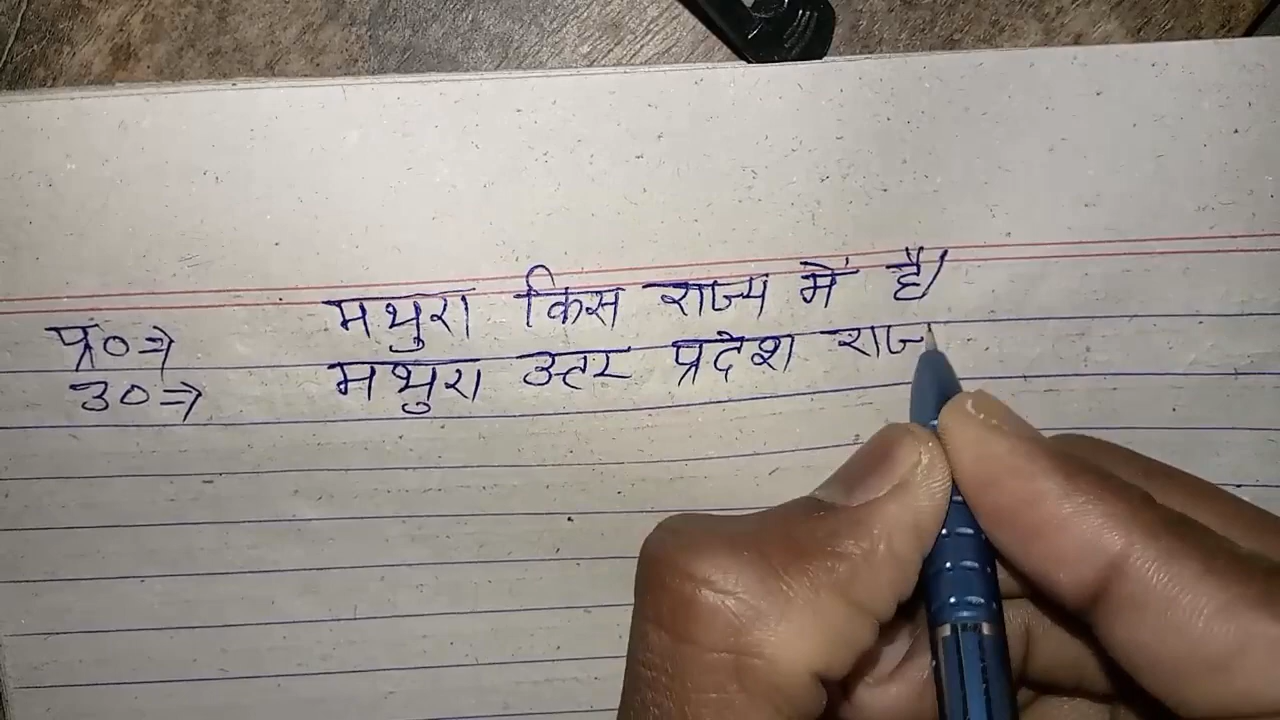 प्र०⇒ मथुरा किस राज्य में है।
उ०⇒ मथुरा उत्तर प्रदेश राज